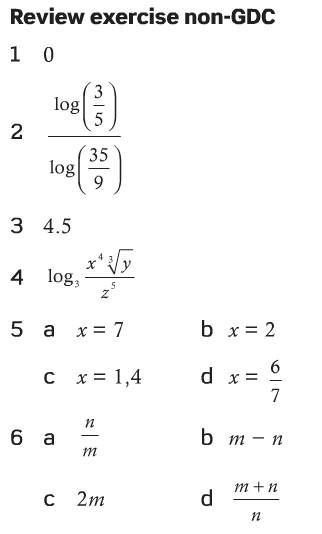 Review exercise non-GDC
1 0
2 log(3/5) / log(35/9)
3 4.5
4 log₃ x⁴ ∛y / z⁵
5 a x = 7 b x = 2
c x = 1,4 d x = 6/7
6 a n/m b m − n
c 2m d m + n / n